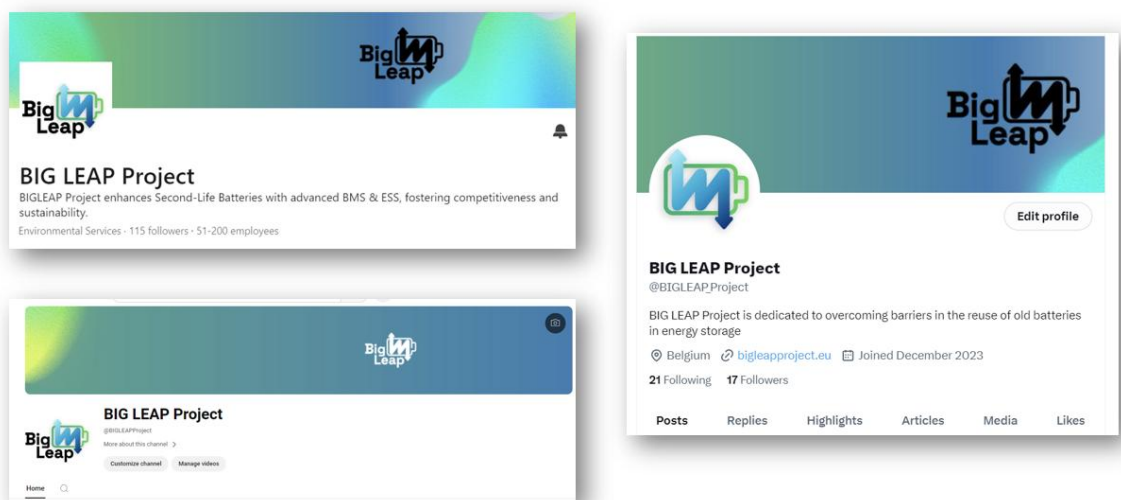 Big
Leap
Big
Leap
BIG LEAP Project
BIGLEAP Project enhances Second-Life Batteries with advanced BMS & ESS, fostering competitiveness and
sustainability.
Environmental Services · 115 followers · 51-200 employees
Big
Leap
Big
Leap
BIG LEAP Project
@BIGLEAPProject
More about this channel >
Customize channel Manage videos
Home
Big
Leap
Edit profile
BIG LEAP Project
@BIGLEAP_Project
BIG LEAP Project is dedicated to overcoming barriers in the reuse of old batteries
in energy storage
Belgium bigleapproject.eu Joined December 2023
21 Following 17 Followers
Posts Replies Highlights Articles Media Likes